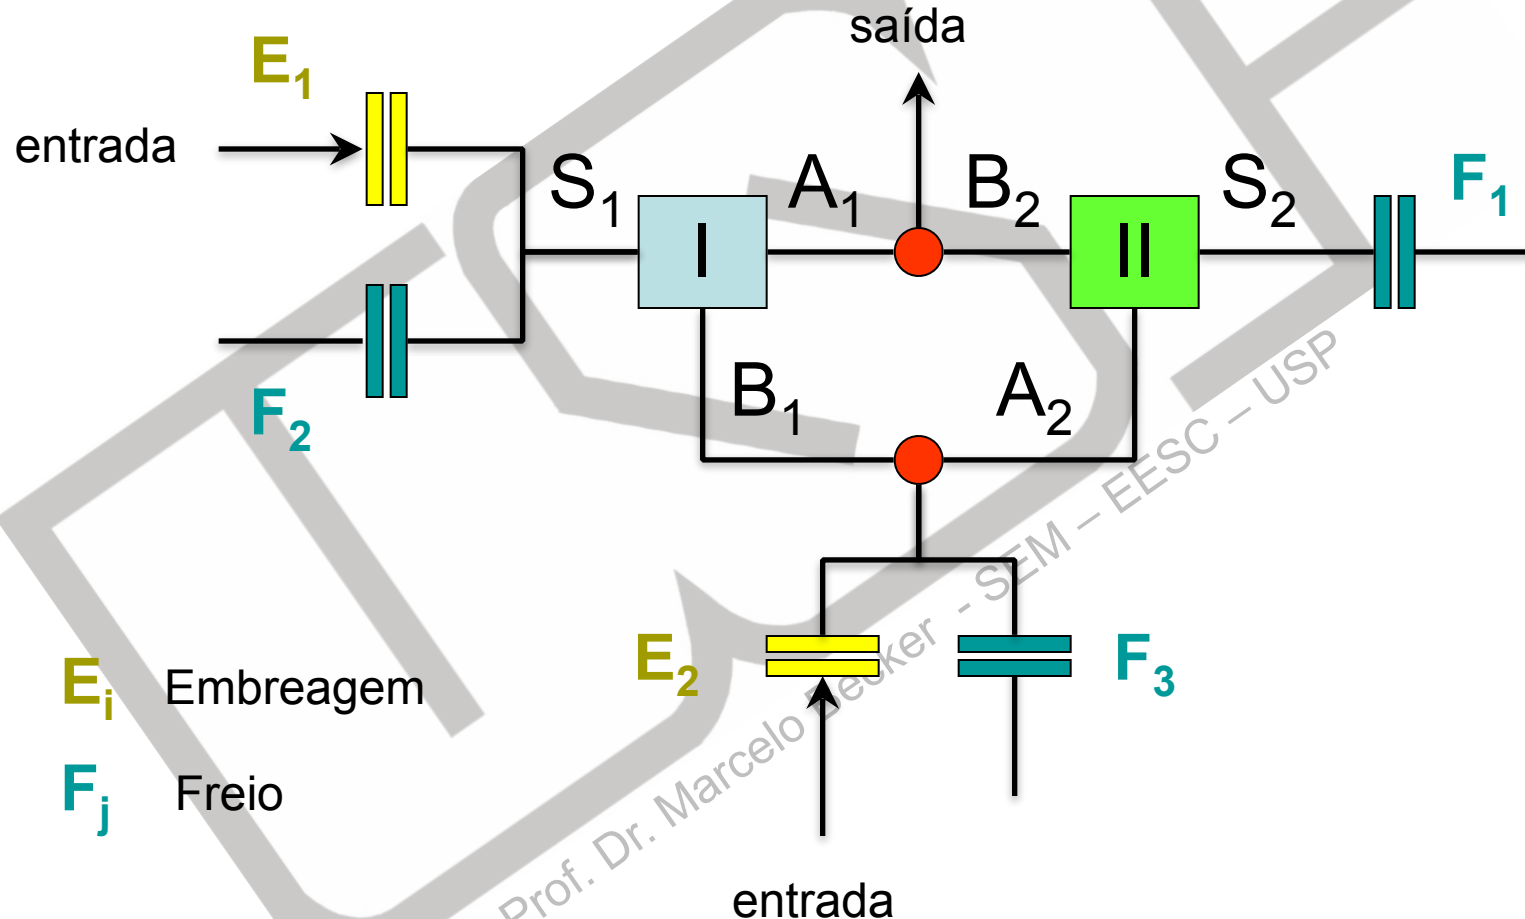 saída
E1
entrada
S1
A1
B2
S2
F1
I
II
F2
B1
A2
E2
F3
Ei Embreagem
Fj Freio
entrada
Prof. Dr. Marcelo Becker - SEM – EESC – USP